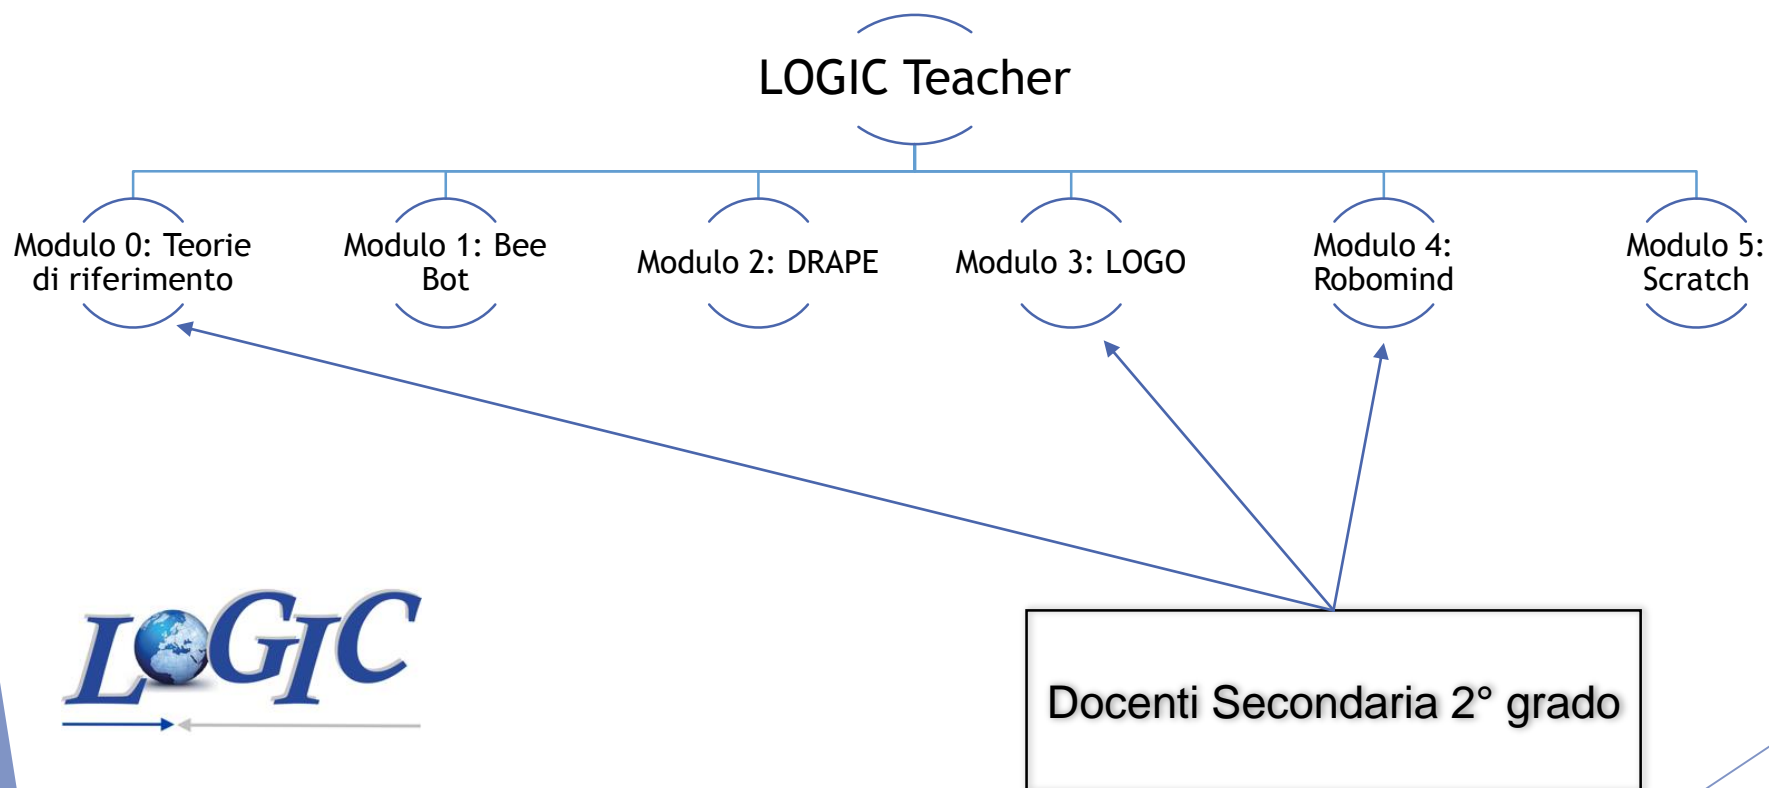 LOGIC Teacher
Modulo 0: Teorie
di riferimento
Modulo 1: Bee
Bot
Modulo 2: DRAPE
Modulo 3: LOGO
Modulo 4:
Robomind
Modulo 5:
Scratch
LOGIC
Docenti Secondaria 2° grado